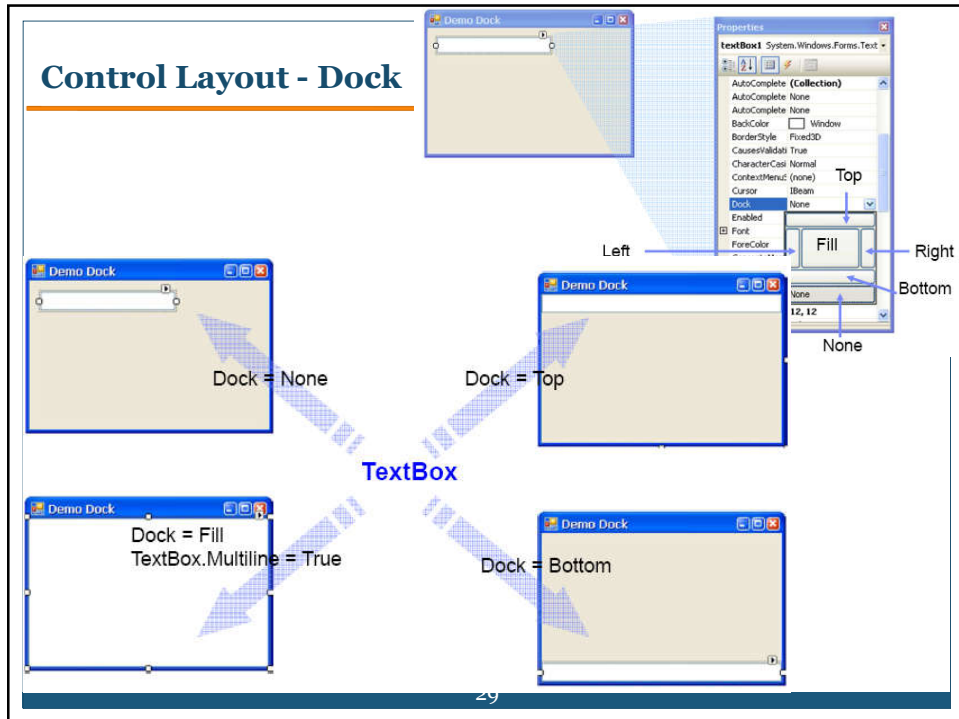 Demo Dock
Control Layout - Dock
Properties
textBox1 System.Windows.Forms.Text
AutoComplete (Collection)
AutoComplete None
AutoComplete None
BackColor Window
BorderStyle Fixed3D
CausesValidati True
CharacterCasi Normal
ContextMenuS (none)
Top
Cursor IBeam
Dock None
Enabled
Font
ForeColor
Left
Fill
Right
Bottom
None
12, 12
None
Demo Dock
Dock = None
Demo Dock
Dock = Top
TextBox
Demo Dock
Dock = Fill
TextBox.Multiline = True
Demo Dock
Dock = Bottom
29